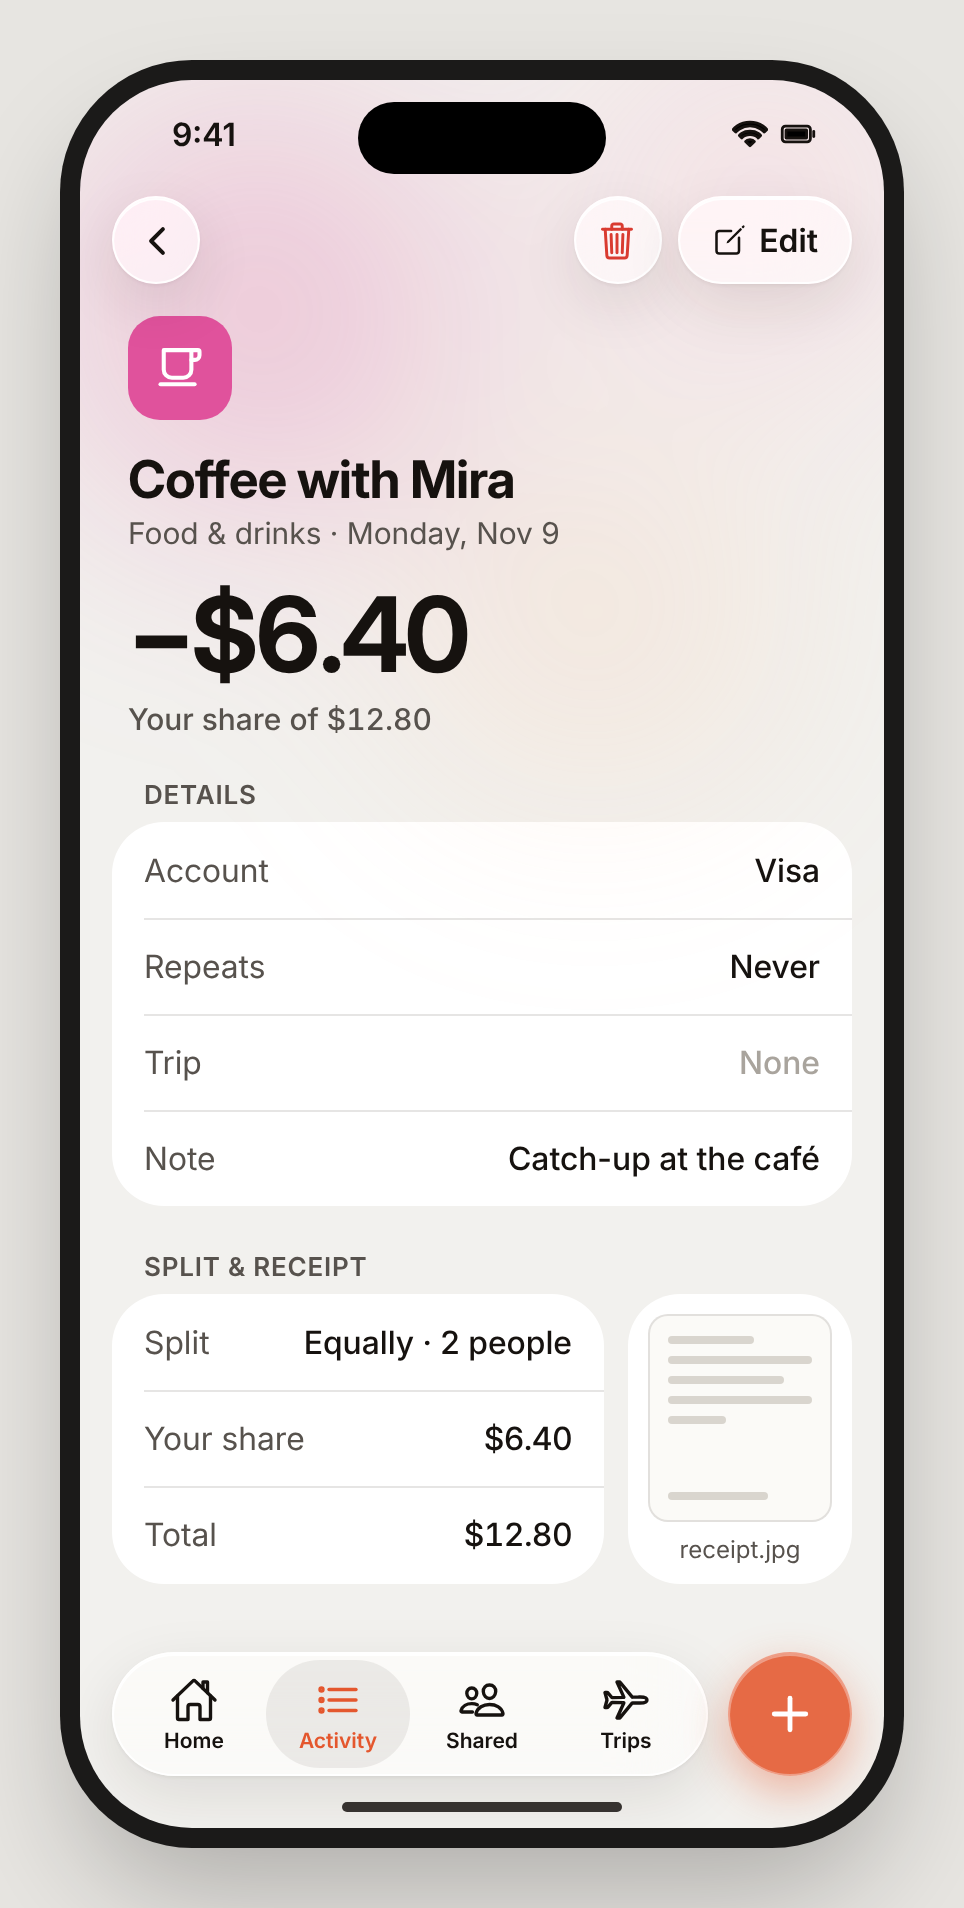 9:41
Edit
Coffee with Mira
Food & drinks · Monday, Nov 9
−$6.40
Your share of $12.80
DETAILS
Account Visa
Repeats Never
Trip None
Note Catch-up at the café
SPLIT & RECEIPT
Split Equally · 2 people
Your share $6.40
Total $12.80
receipt.jpg
Home Activity Shared Trips